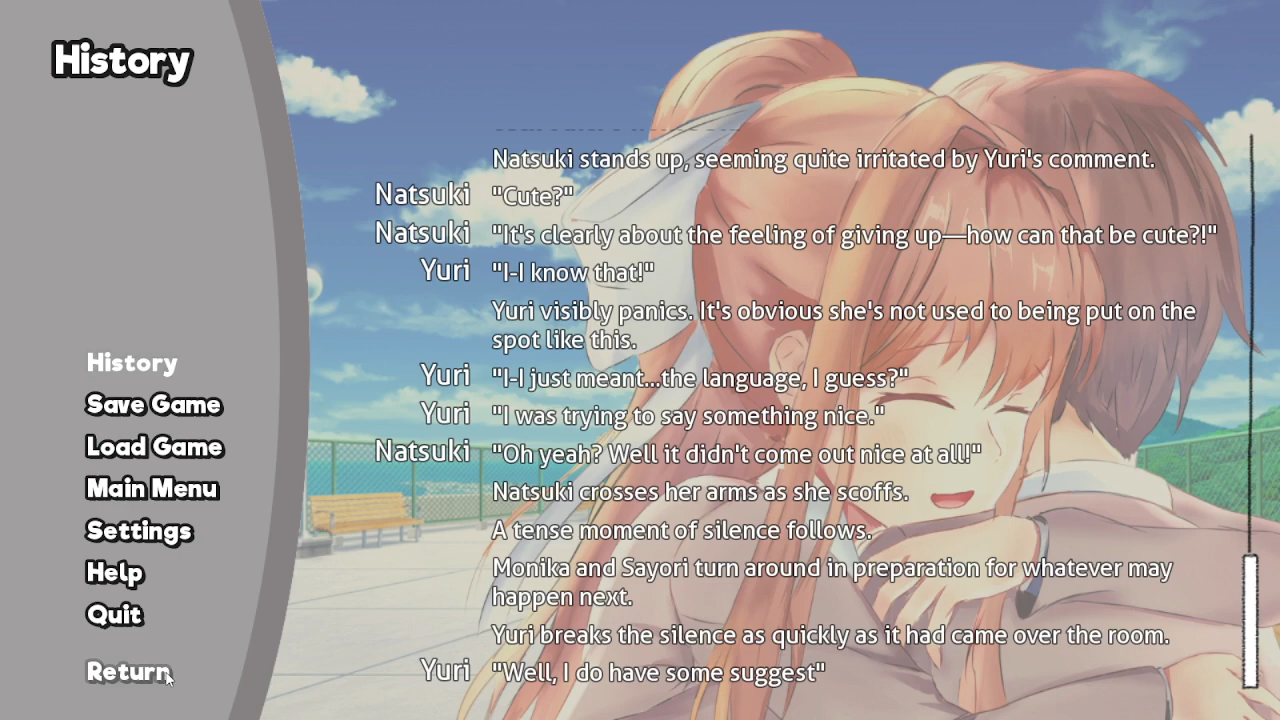 History
Natsuki stands up, seeming quite irritated by Yuri's comment.
Natsuki "Cute?"
Natsuki "It's clearly about the feeling of giving up—how can that be cute?!"
Yuri "I-I know that!"
Yuri visibly panics. It's obvious she's not used to being put on the
spot like this.
Yuri "I-I just meant...the language, I guess?"
Yuri "I was trying to say something nice."
Natsuki "Oh yeah? Well it didn't come out nice at all!"
Natsuki crosses her arms as she scoffs.
A tense moment of silence follows.
Monika and Sayori turn around in preparation for whatever may
happen next.
Yuri breaks the silence as quickly as it had came over the room.
Yuri "Well, I do have some suggest"
History
Save Game
Load Game
Main Menu
Settings
Help
Quit
Return